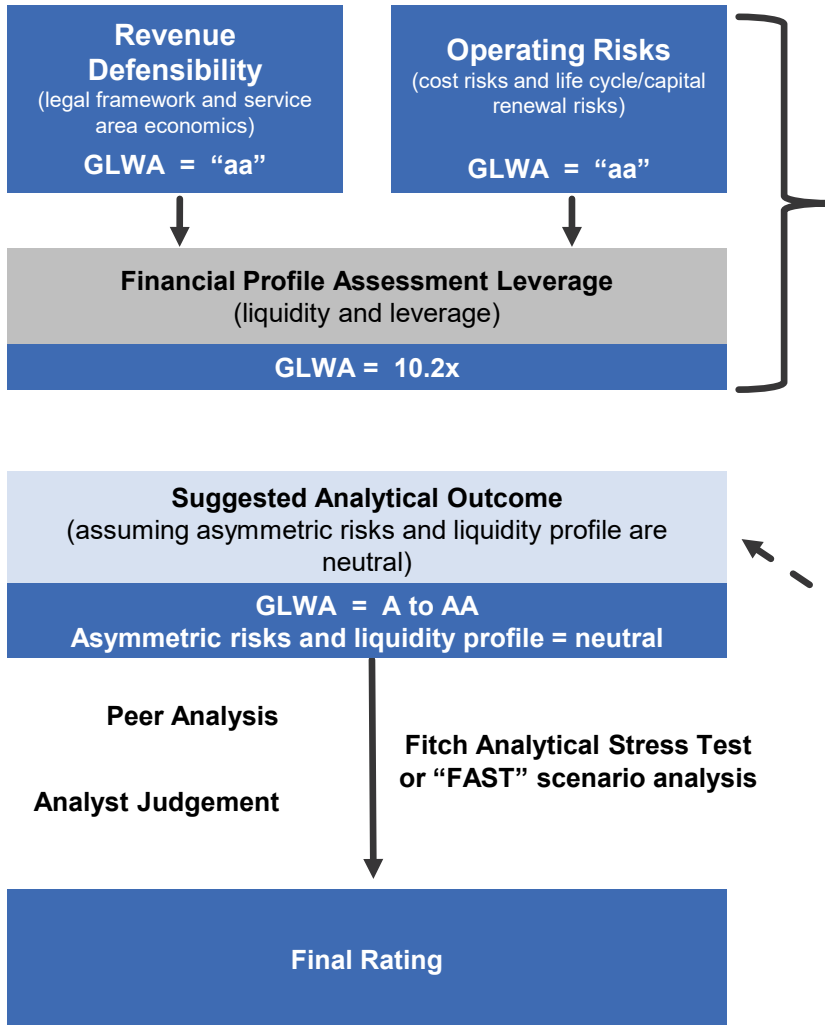 Revenue
Defensibility
(legal framework and service
area economics)
GLWA = “aa”
Operating Risks
(cost risks and life cycle/capital
renewal risks)
GLWA = “aa”
Financial Profile Assessment Leverage
(liquidity and leverage)
GLWA = 10.2x
Suggested Analytical Outcome
(assuming asymmetric risks and liquidity profile are
neutral)
GLWA = A to AA
Asymmetric risks and liquidity profile = neutral
Peer Analysis
Analyst Judgement
Fitch Analytical Stress Test
or “FAST” scenario analysis
Final Rating